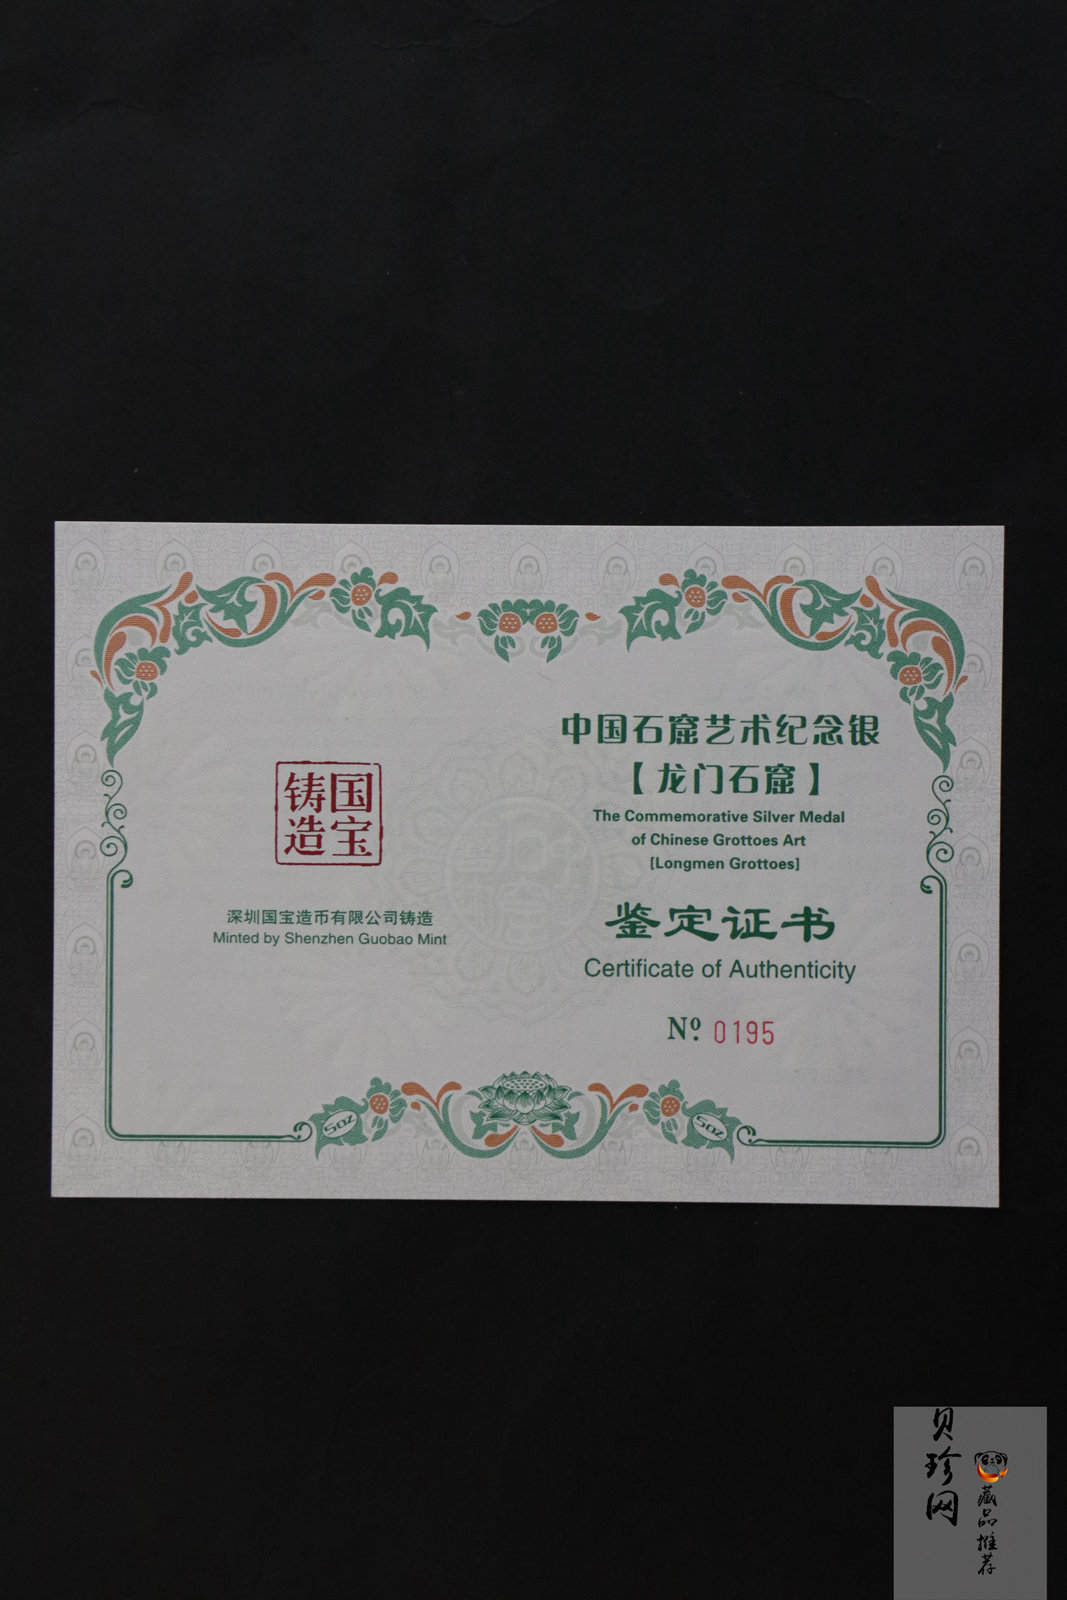 国宝
铸造
深圳国宝造币有限公司铸造
Minted by Shenzhen Guobao Mint
中国石窟艺术纪念银
【龙门石窟】
The Commemorative Silver Medal
of Chinese Grottoes Art
[Longmen Grottoes]
鉴定证书
Certificate of Authenticity
Nº. 0195
5OZ
5OZ
贝珍网
藏品推荐